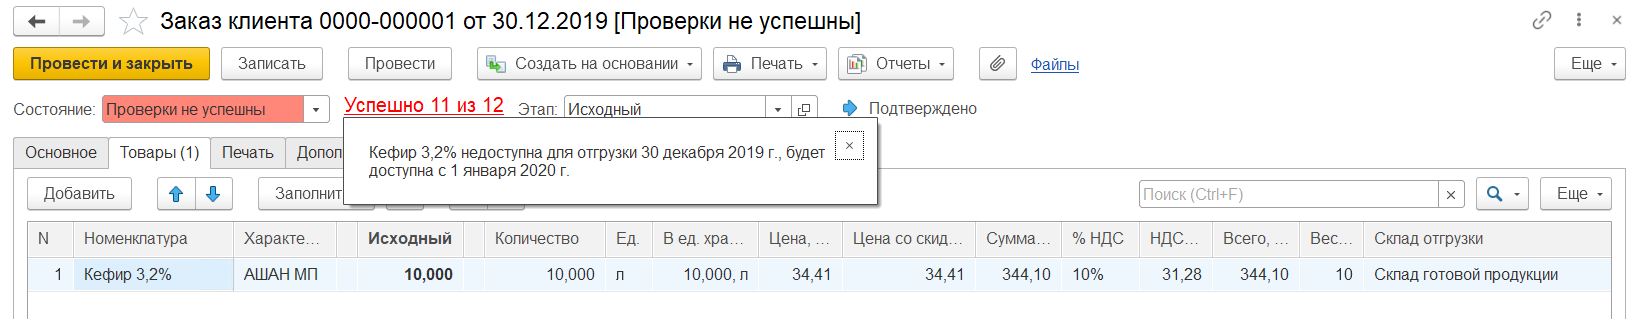 Заказ клиента 0000-000001 от 30.12.2019 [Проверки не успешны]
Провести и закрыть Записать Провести Создать на основании Печать Отчеты Файлы Еще
Состояние: Проверки не успешны Успешно 11 из 12 Этап: Исходный Подтверждено
Кефир 3,2% недоступна для отгрузки 30 декабря 2019 г., будет
доступна с 1 января 2020 г.
Основное Товары (1) Печать Допол
Добавить Заполнит Поиск (Ctrl+F) Еще
N Номенклатура Характе... Исходный Количество Ед. В ед. хра... Цена, ... Цена со скид... Сумма... % НДС НДС... Всего, ... Вес... Склад отгрузки
1 Кефир 3,2% АШАН МП 10,000 10,000 л 10,000, л 34,41 34,41 344,10 10% 31,28 344,10 10 Склад готовой продукции